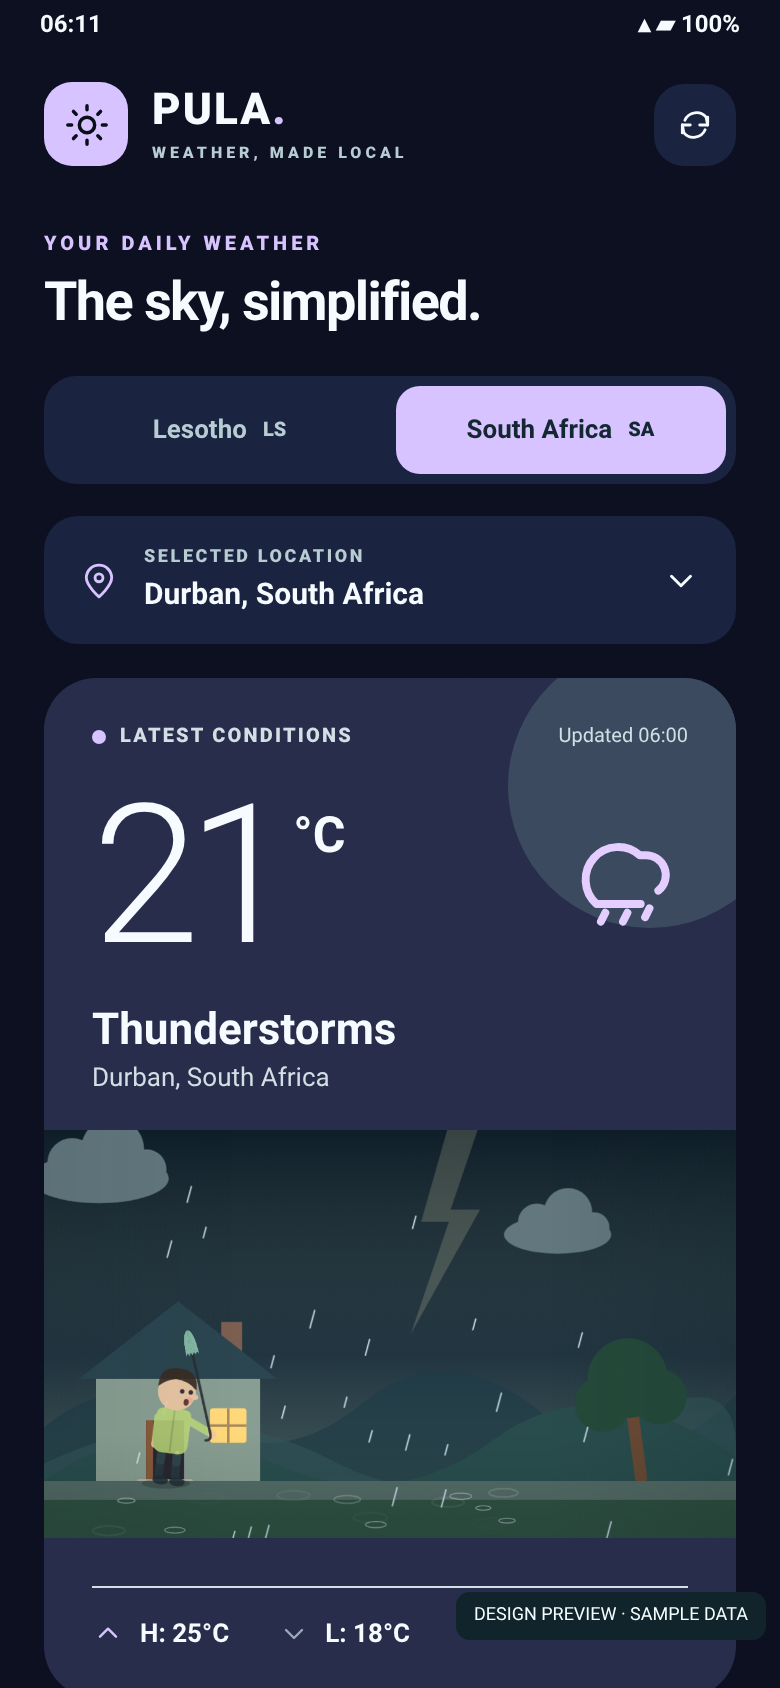 06:11
100%
PULA.
WEATHER, MADE LOCAL
YOUR DAILY WEATHER
The sky, simplified.
Lesotho LS
South Africa SA
SELECTED LOCATION
Durban, South Africa
LATEST CONDITIONS
Updated 06:00
21 °C
Thunderstorms
Durban, South Africa
DESIGN PREVIEW · SAMPLE DATA
H: 25°C
L: 18°C